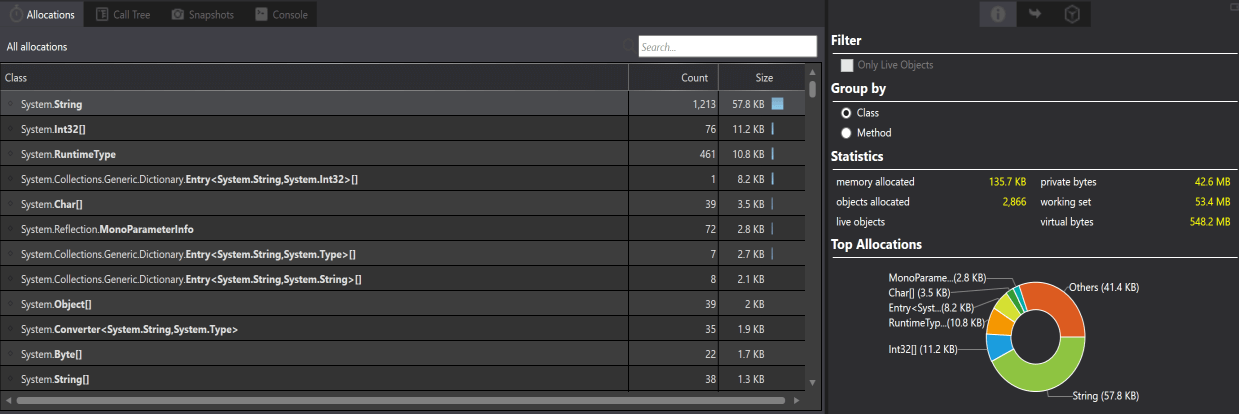 Allocations Call Tree Snapshots Console
All allocations Search...
Class Count Size
System.String 1,213 57.8 KB
System.Int32[] 76 11.2 KB
System.RuntimeType 461 10.8 KB
System.Collections.Generic.Dictionary.Entry<System.String,System.Int32>[] 1 8.2 KB
System.Char[] 39 3.5 KB
System.Reflection.MonoParameterInfo 72 2.8 KB
System.Collections.Generic.Dictionary.Entry<System.String,System.Type>[] 7 2.7 KB
System.Collections.Generic.Dictionary.Entry<System.String,System.String>[] 8 2.1 KB
System.Object[] 39 2 KB
System.Converter<System.String,System.Type> 35 1.9 KB
System.Byte[] 22 1.7 KB
System.String[] 38 1.3 KB
Filter
Only Live Objects
Group by
Class
Method
Statistics
memory allocated 135.7 KB private bytes 42.6 MB
objects allocated 2,866 working set 53.4 MB
live objects virtual bytes 548.2 MB
Top Allocations
MonoParame...(2.8 KB)
Others (41.4 KB)
Char[] (3.5 KB)
Entry<Syst...(8.2 KB)
RuntimeTyp...(10.8 KB)
Int32[] (11.2 KB)
String (57.8 KB)